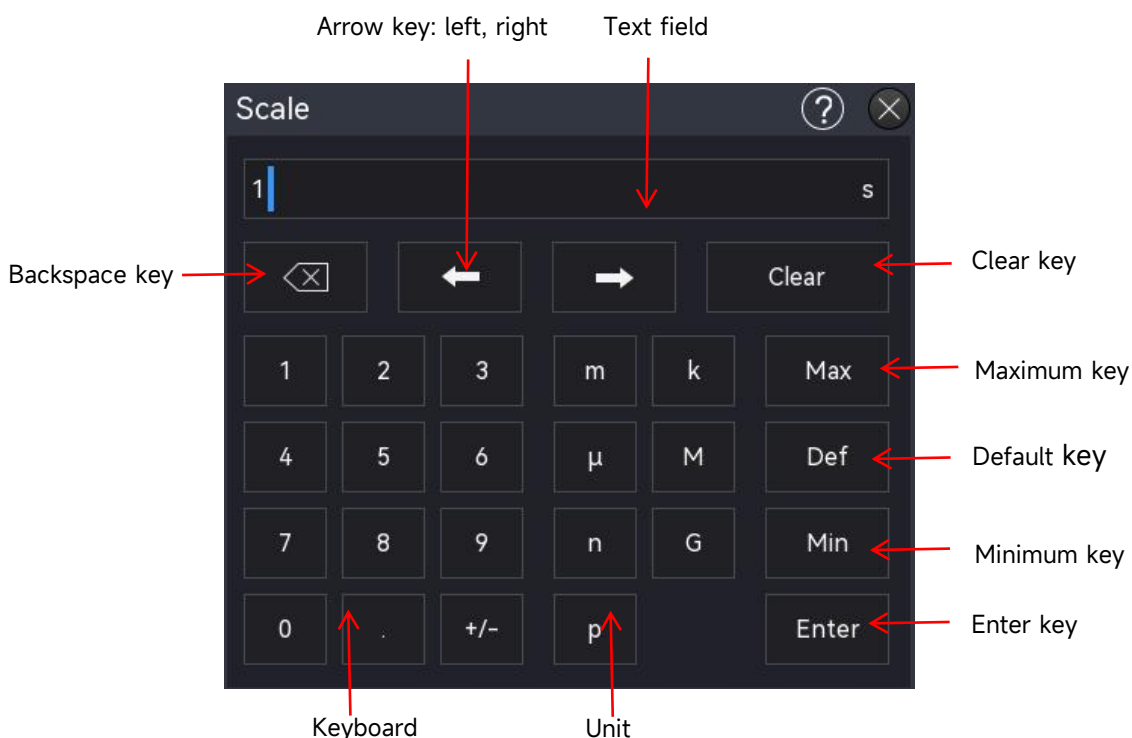 Arrow key: left, right Text field
Scale ?
1 s
Backspace key Clear Clear key
1 2 3 m k Max Maximum key
4 5 6 μ M Def Default key
7 8 9 n G Min Minimum key
0 . +/- p Enter Enter key
Keyboard Unit